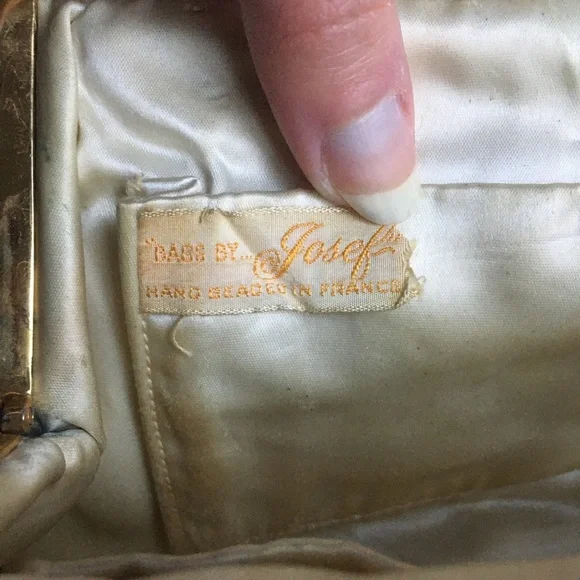 "BAGS BY... Josef"
®
HAND BEADED IN FRANCE